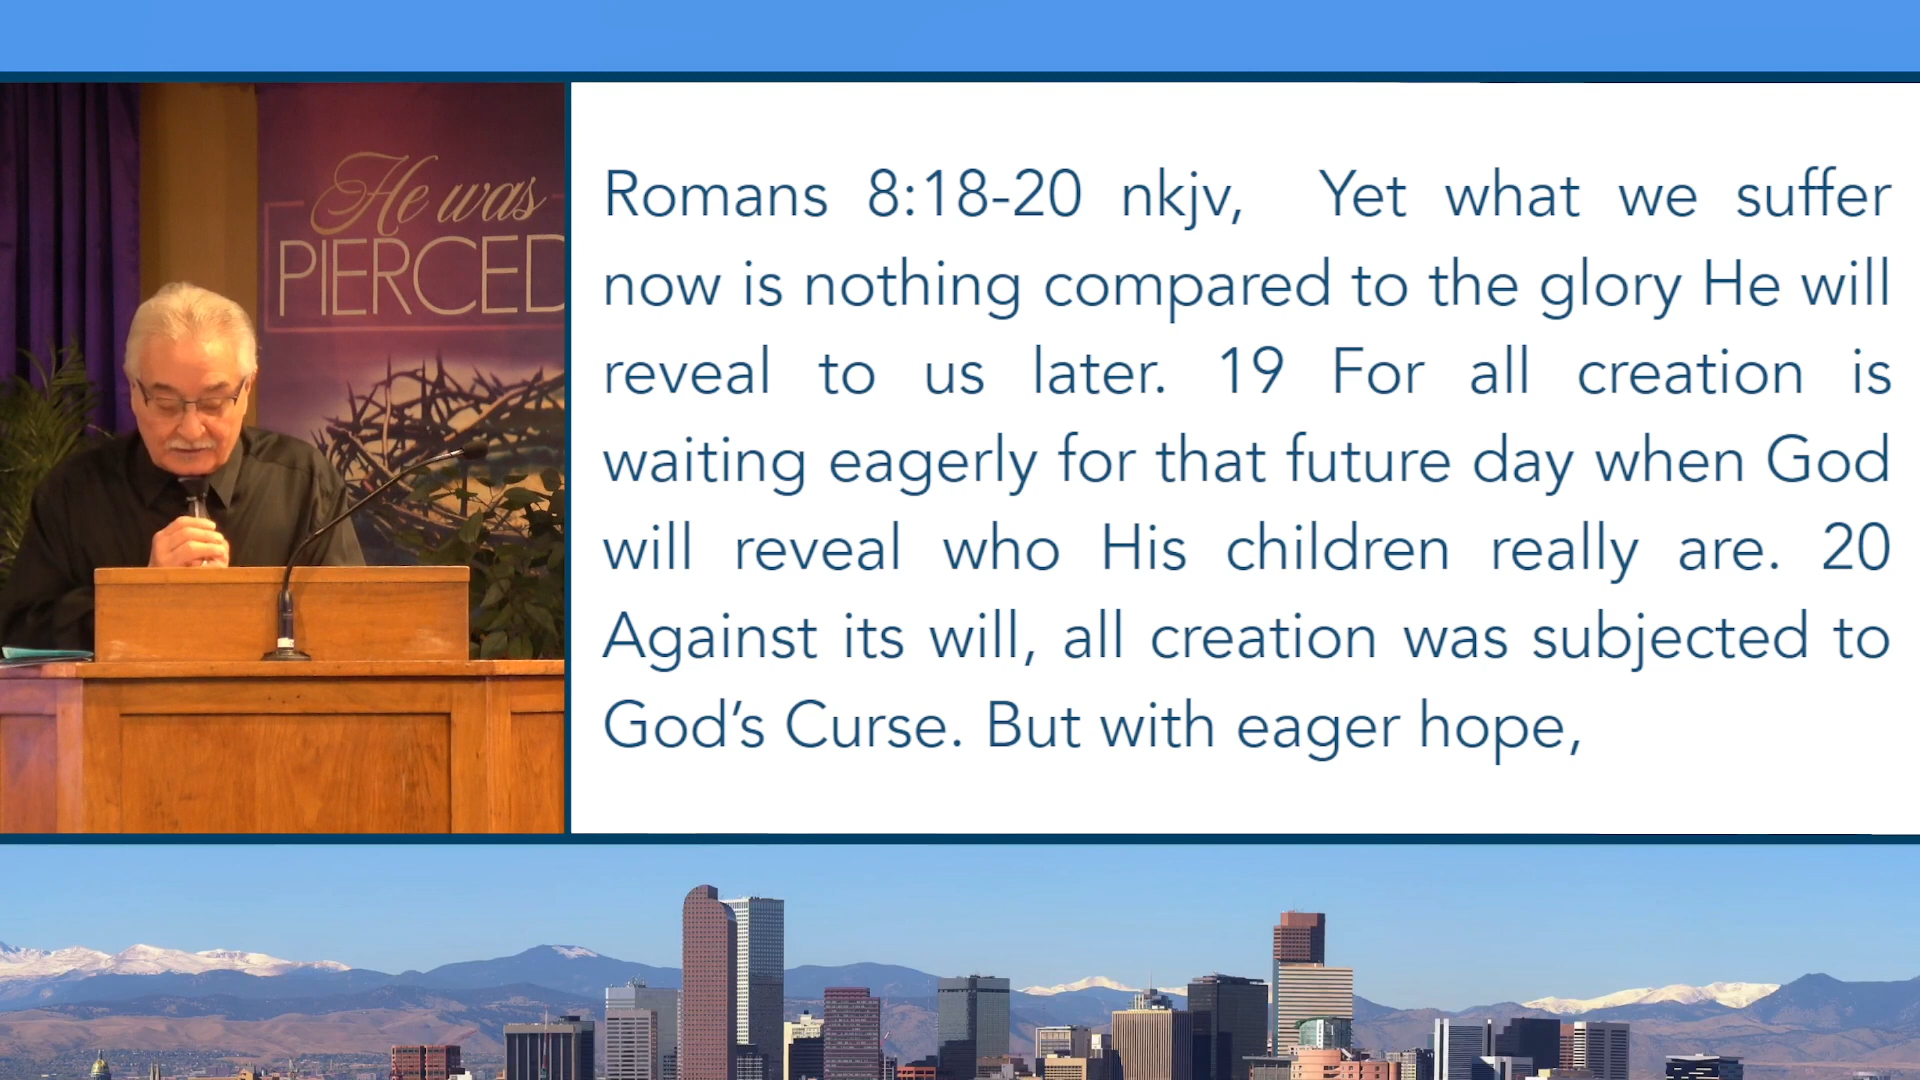 He was
PIERCED
Romans 8:18-20 nkjv, Yet what we suffer
now is nothing compared to the glory He will
reveal to us later. 19 For all creation is
waiting eagerly for that future day when God
will reveal who His children really are. 20
Against its will, all creation was subjected to
God’s Curse. But with eager hope,